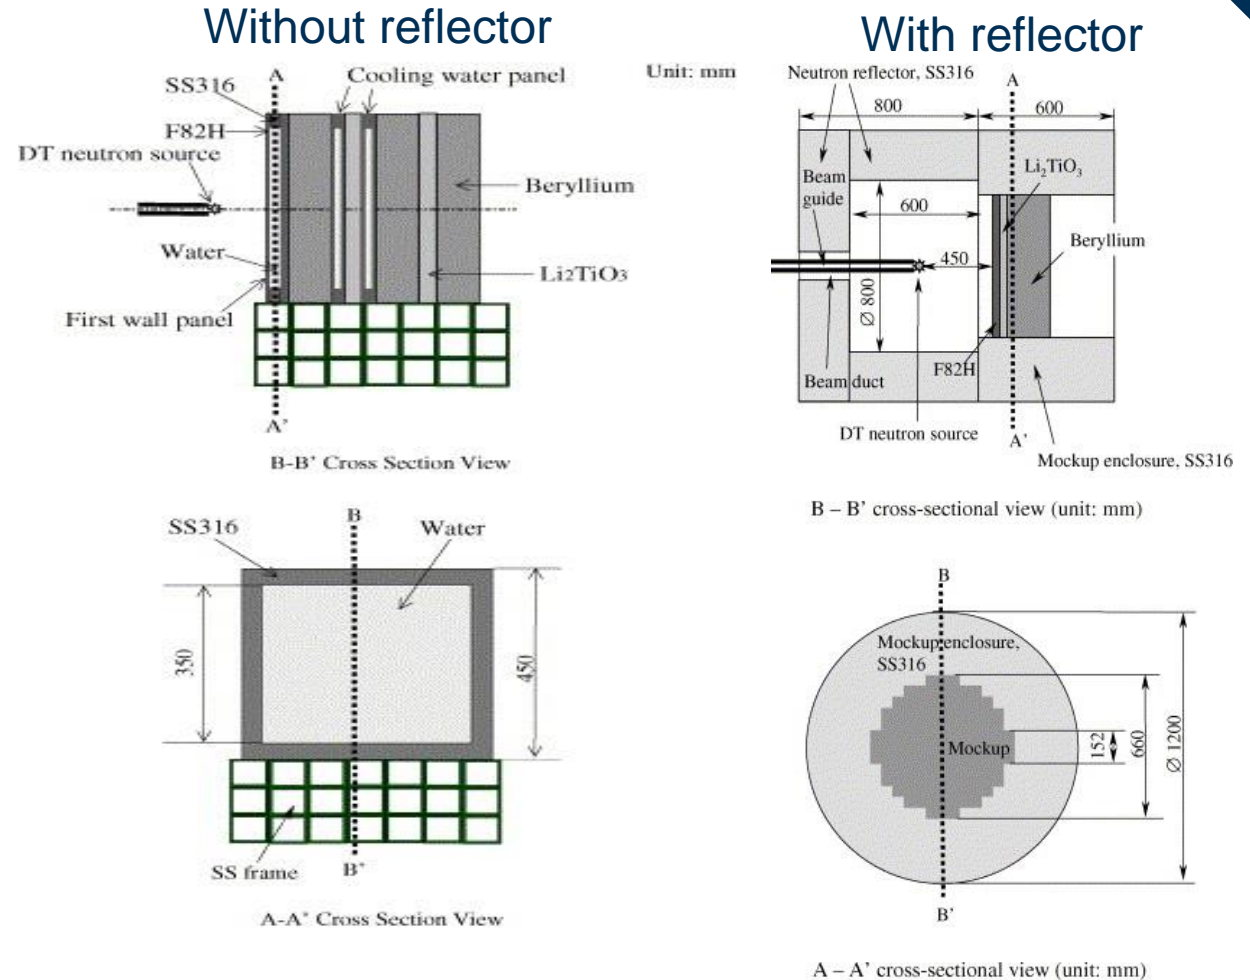 Without reflector
A
SS316
Cooling water panel
F82H
DT neutron source
Beryllium
Water
Li2TiO3
First wall panel
A'
B-B' Cross Section View
SS316
B
Water
350
450
SS frame
B'
A-A' Cross Section View
Unit: mm
With reflector
Neutron reflector, SS316
A
800
600
Li₂TiO₃
Beam
guide
600
Beryllium
450
Ø 800
F82H
Beam duct
DT neutron source
A'
Mockup enclosure, SS316
B – B' cross-sectional view (unit: mm)
B
Mockup enclosure,
SS316
Mockup
152
660
Ø 1200
B'
A – A' cross-sectional view (unit: mm)